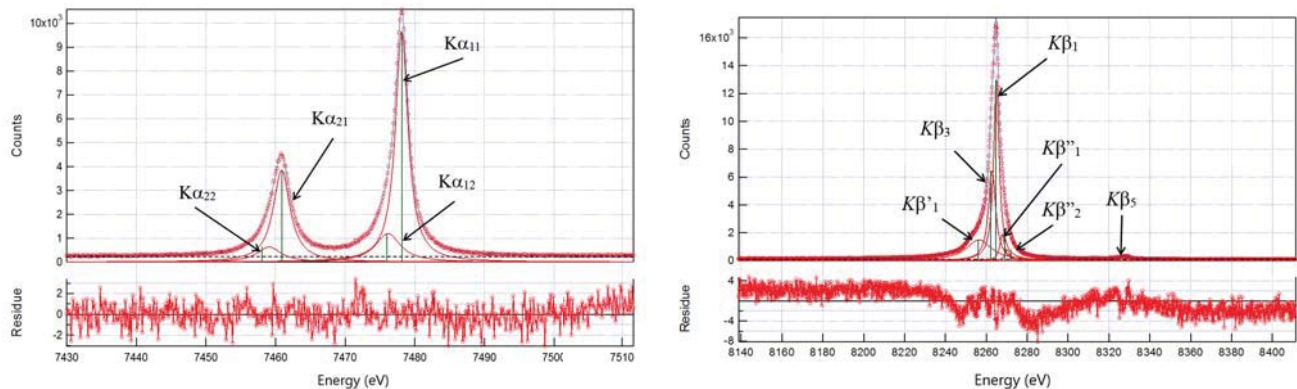 10x10³
9
8
7
6
5
4
3
2
1
0
Counts
Kα₁₁
Kα₂₁
Kα₂₂
Kα₁₂
2
0
-2
Residue
7430 7440 7450 7460 7470 7480 7490 7500 7510
Energy (eV)
16x10³
14
12
10
8
6
4
2
0
Counts
Kβ₁
Kβ₃
Kβ"₁
Kβ'₁
Kβ"₂
Kβ₅
4
0
-4
-8
Residue
8140 8160 8180 8200 8220 8240 8260 8280 8300 8320 8340 8360 8380 8400
Energy (eV)